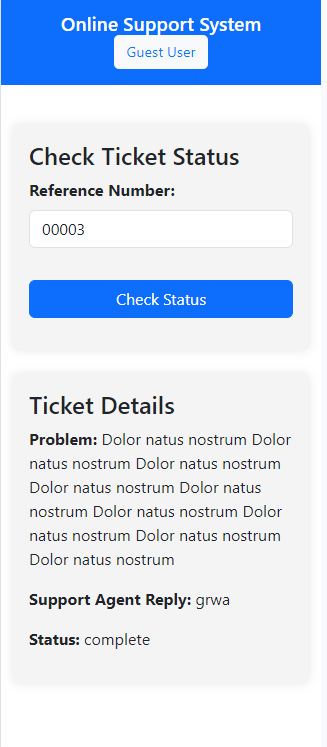 Online Support System
Guest User
Check Ticket Status
Reference Number:
00003
Check Status
Ticket Details
Problem: Dolor natus nostrum Dolor
natus nostrum Dolor natus nostrum
Dolor natus nostrum Dolor natus
nostrum Dolor natus nostrum Dolor
natus nostrum Dolor natus nostrum
Dolor natus nostrum
Support Agent Reply: grwa
Status: complete